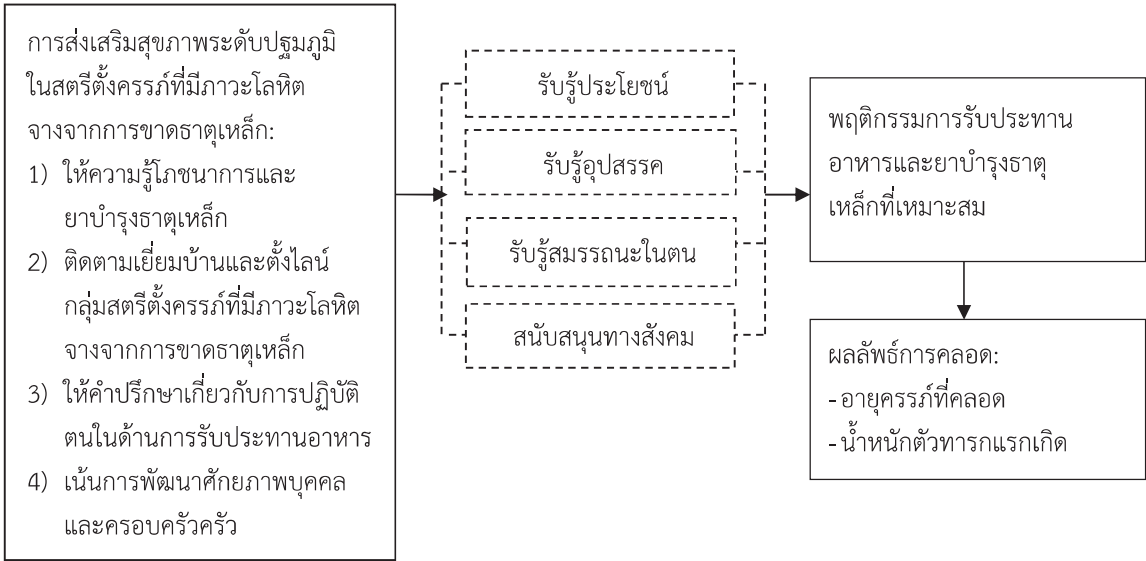 การส่งเสริมสุขภาพระดับปฐมภูมิ
ในสตรีตั้งครรภ์ที่มีภาวะโลหิต
จางจากการขาดธาตุเหล็ก:
1) ให้ความรู้โภชนาการและ
ยาบำรุงธาตุเหล็ก
2) ติดตามเยี่ยมบ้านและตั้งไลน์
กลุ่มสตรีตั้งครรภ์ที่มีภาวะโลหิต
จางจากการขาดธาตุเหล็ก
3) ให้คำปรึกษาเกี่ยวกับการปฏิบัติ
ตนในด้านการรับประทานอาหาร
4) เน้นการพัฒนาศักยภาพบุคคล
และครอบครัวครัว
รับรู้ประโยชน์
รับรู้อุปสรรค
รับรู้สมรรถนะในตน
สนับสนุนทางสังคม
พฤติกรรมการรับประทาน
อาหารและยาบำรุงธาตุ
เหล็กที่เหมาะสม
ผลลัพธ์การคลอด:
- อายุครรภ์ที่คลอด
- น้ำหนักตัวทารกแรกเกิด